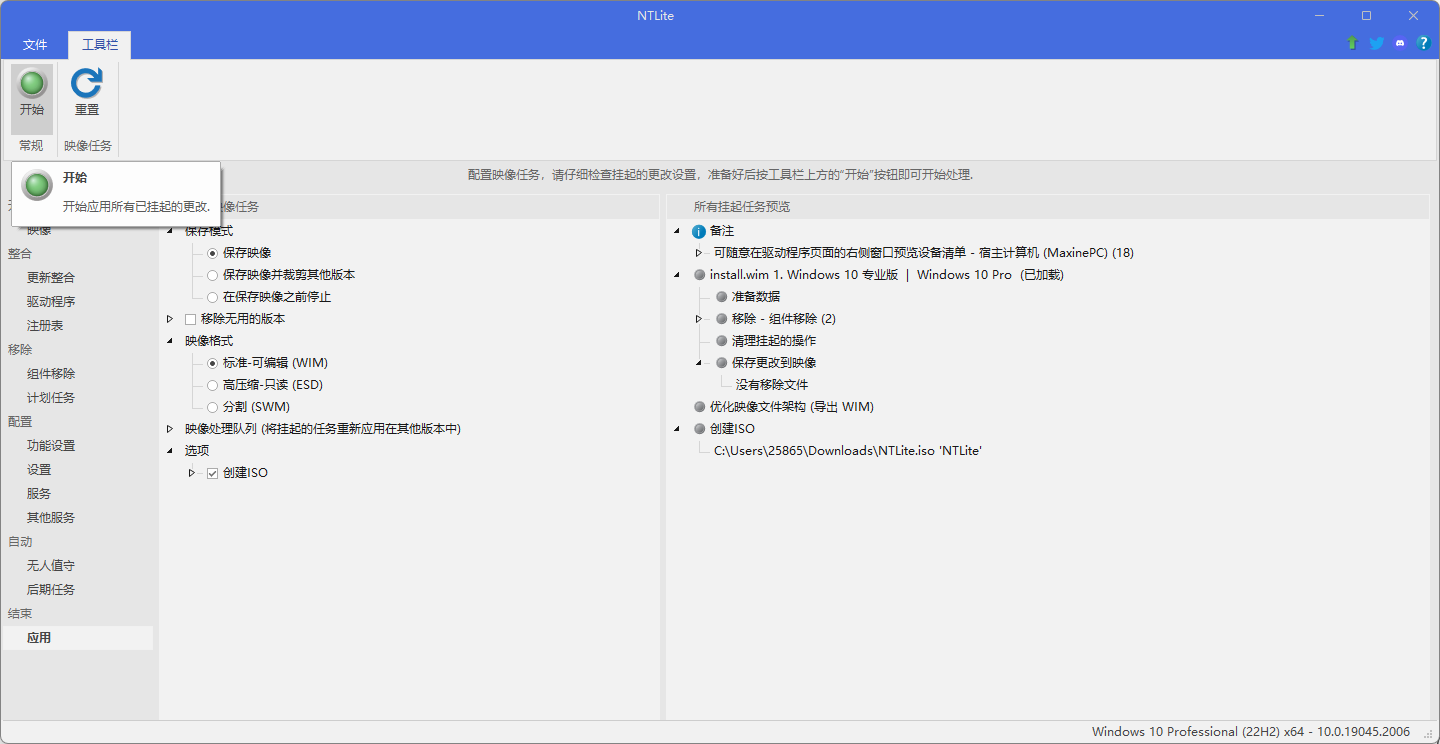 NTLite
文件
工具栏
开始
重置
常规
映像任务
开始
开始应用所有已挂起的更改.
配置映像任务，请仔细检查挂起的更改设置，准备好后按工具栏上方的“开始”按钮即可开始处理.
映像
整合
更新整合
驱动程序
注册表
移除
组件移除
计划任务
配置
功能设置
设置
服务
其他服务
自动
无人值守
后期任务
结束
应用
映像任务
保存模式
保存映像
保存映像并裁剪其他版本
在保存映像之前停止
移除无用的版本
映像格式
标准-可编辑 (WIM)
高压缩-只读 (ESD)
分割 (SWM)
映像处理队列 (将挂起的任务重新应用在其他版本中)
选项
创建ISO
所有挂起任务预览
备注
可随意在驱动程序页面的右侧窗口预览设备清单 - 宿主计算机 (MaxinePC) (18)
install.wim 1. Windows 10 专业版 | Windows 10 Pro (已加载)
准备数据
移除 - 组件移除 (2)
清理挂起的操作
保存更改到映像
没有移除文件
优化映像文件架构 (导出 WIM)
创建ISO
C:\Users\25865\Downloads\NTLite.iso 'NTLite'
Windows 10 Professional (22H2) x64 - 10.0.19045.2006